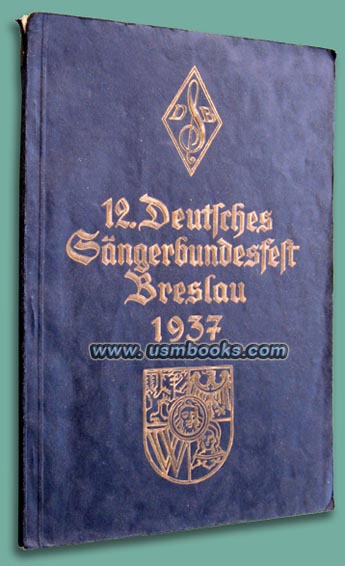 D S B
12. Deutsches
Sängerbundesfest
Breslau
1937
www. usmbooks. com
W